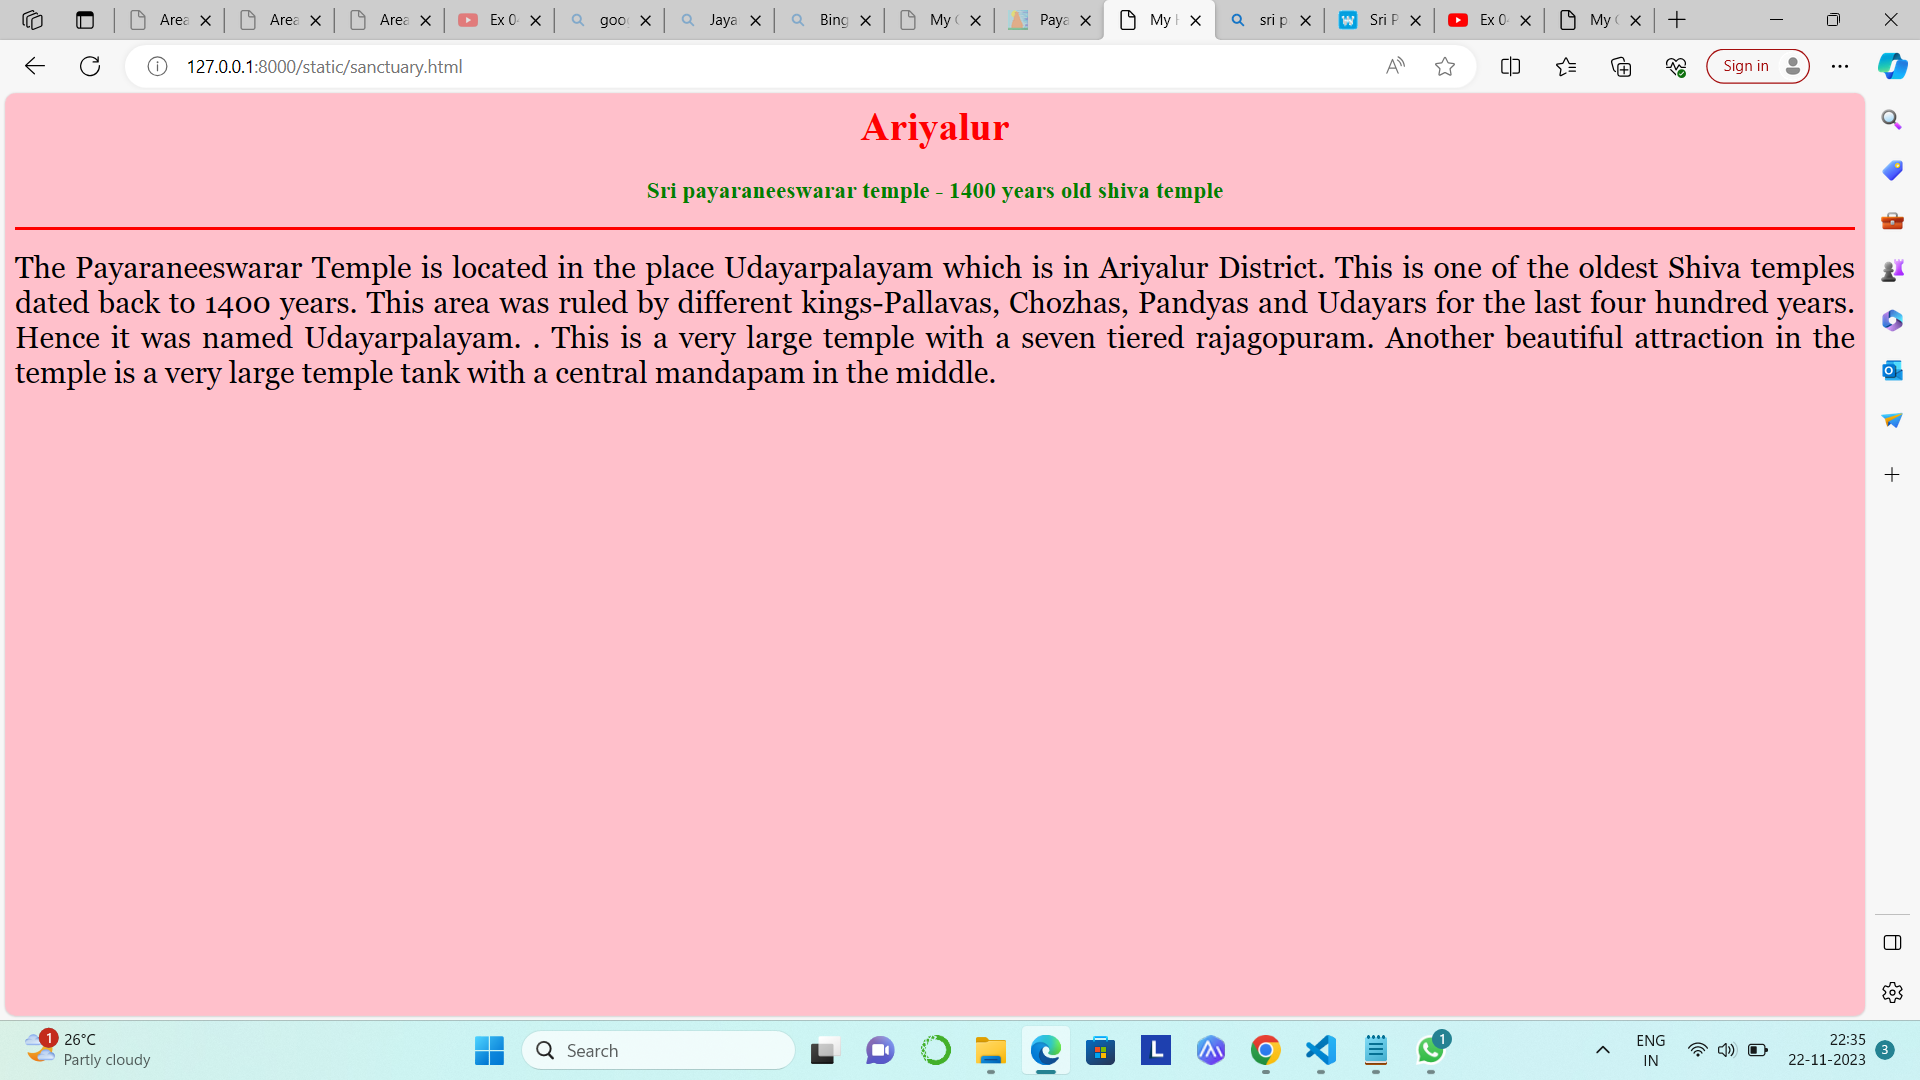 Area
Area
Area
Ex 0
goo
Jaya
Bing
My
Paya
My
sri p
Sri P
Ex 0
My
127.0.0.1:8000/static/sanctuary.html
Sign in
Ariyalur
Sri payaraneeswarar temple - 1400 years old shiva temple
The Payaraneeswarar Temple is located in the place Udayarpalayam which is in Ariyalur District. This is one of the oldest Shiva temples
dated back to 1400 years. This area was ruled by different kings-Pallavas, Chozhas, Pandyas and Udayars for the last four hundred years.
Hence it was named Udayarpalayam. . This is a very large temple with a seven tiered rajagopuram. Another beautiful attraction in the
temple is a very large temple tank with a central mandapam in the middle.
1
26°C
Partly cloudy
Search
L
1
ENG
IN
22:35
22-11-2023
3